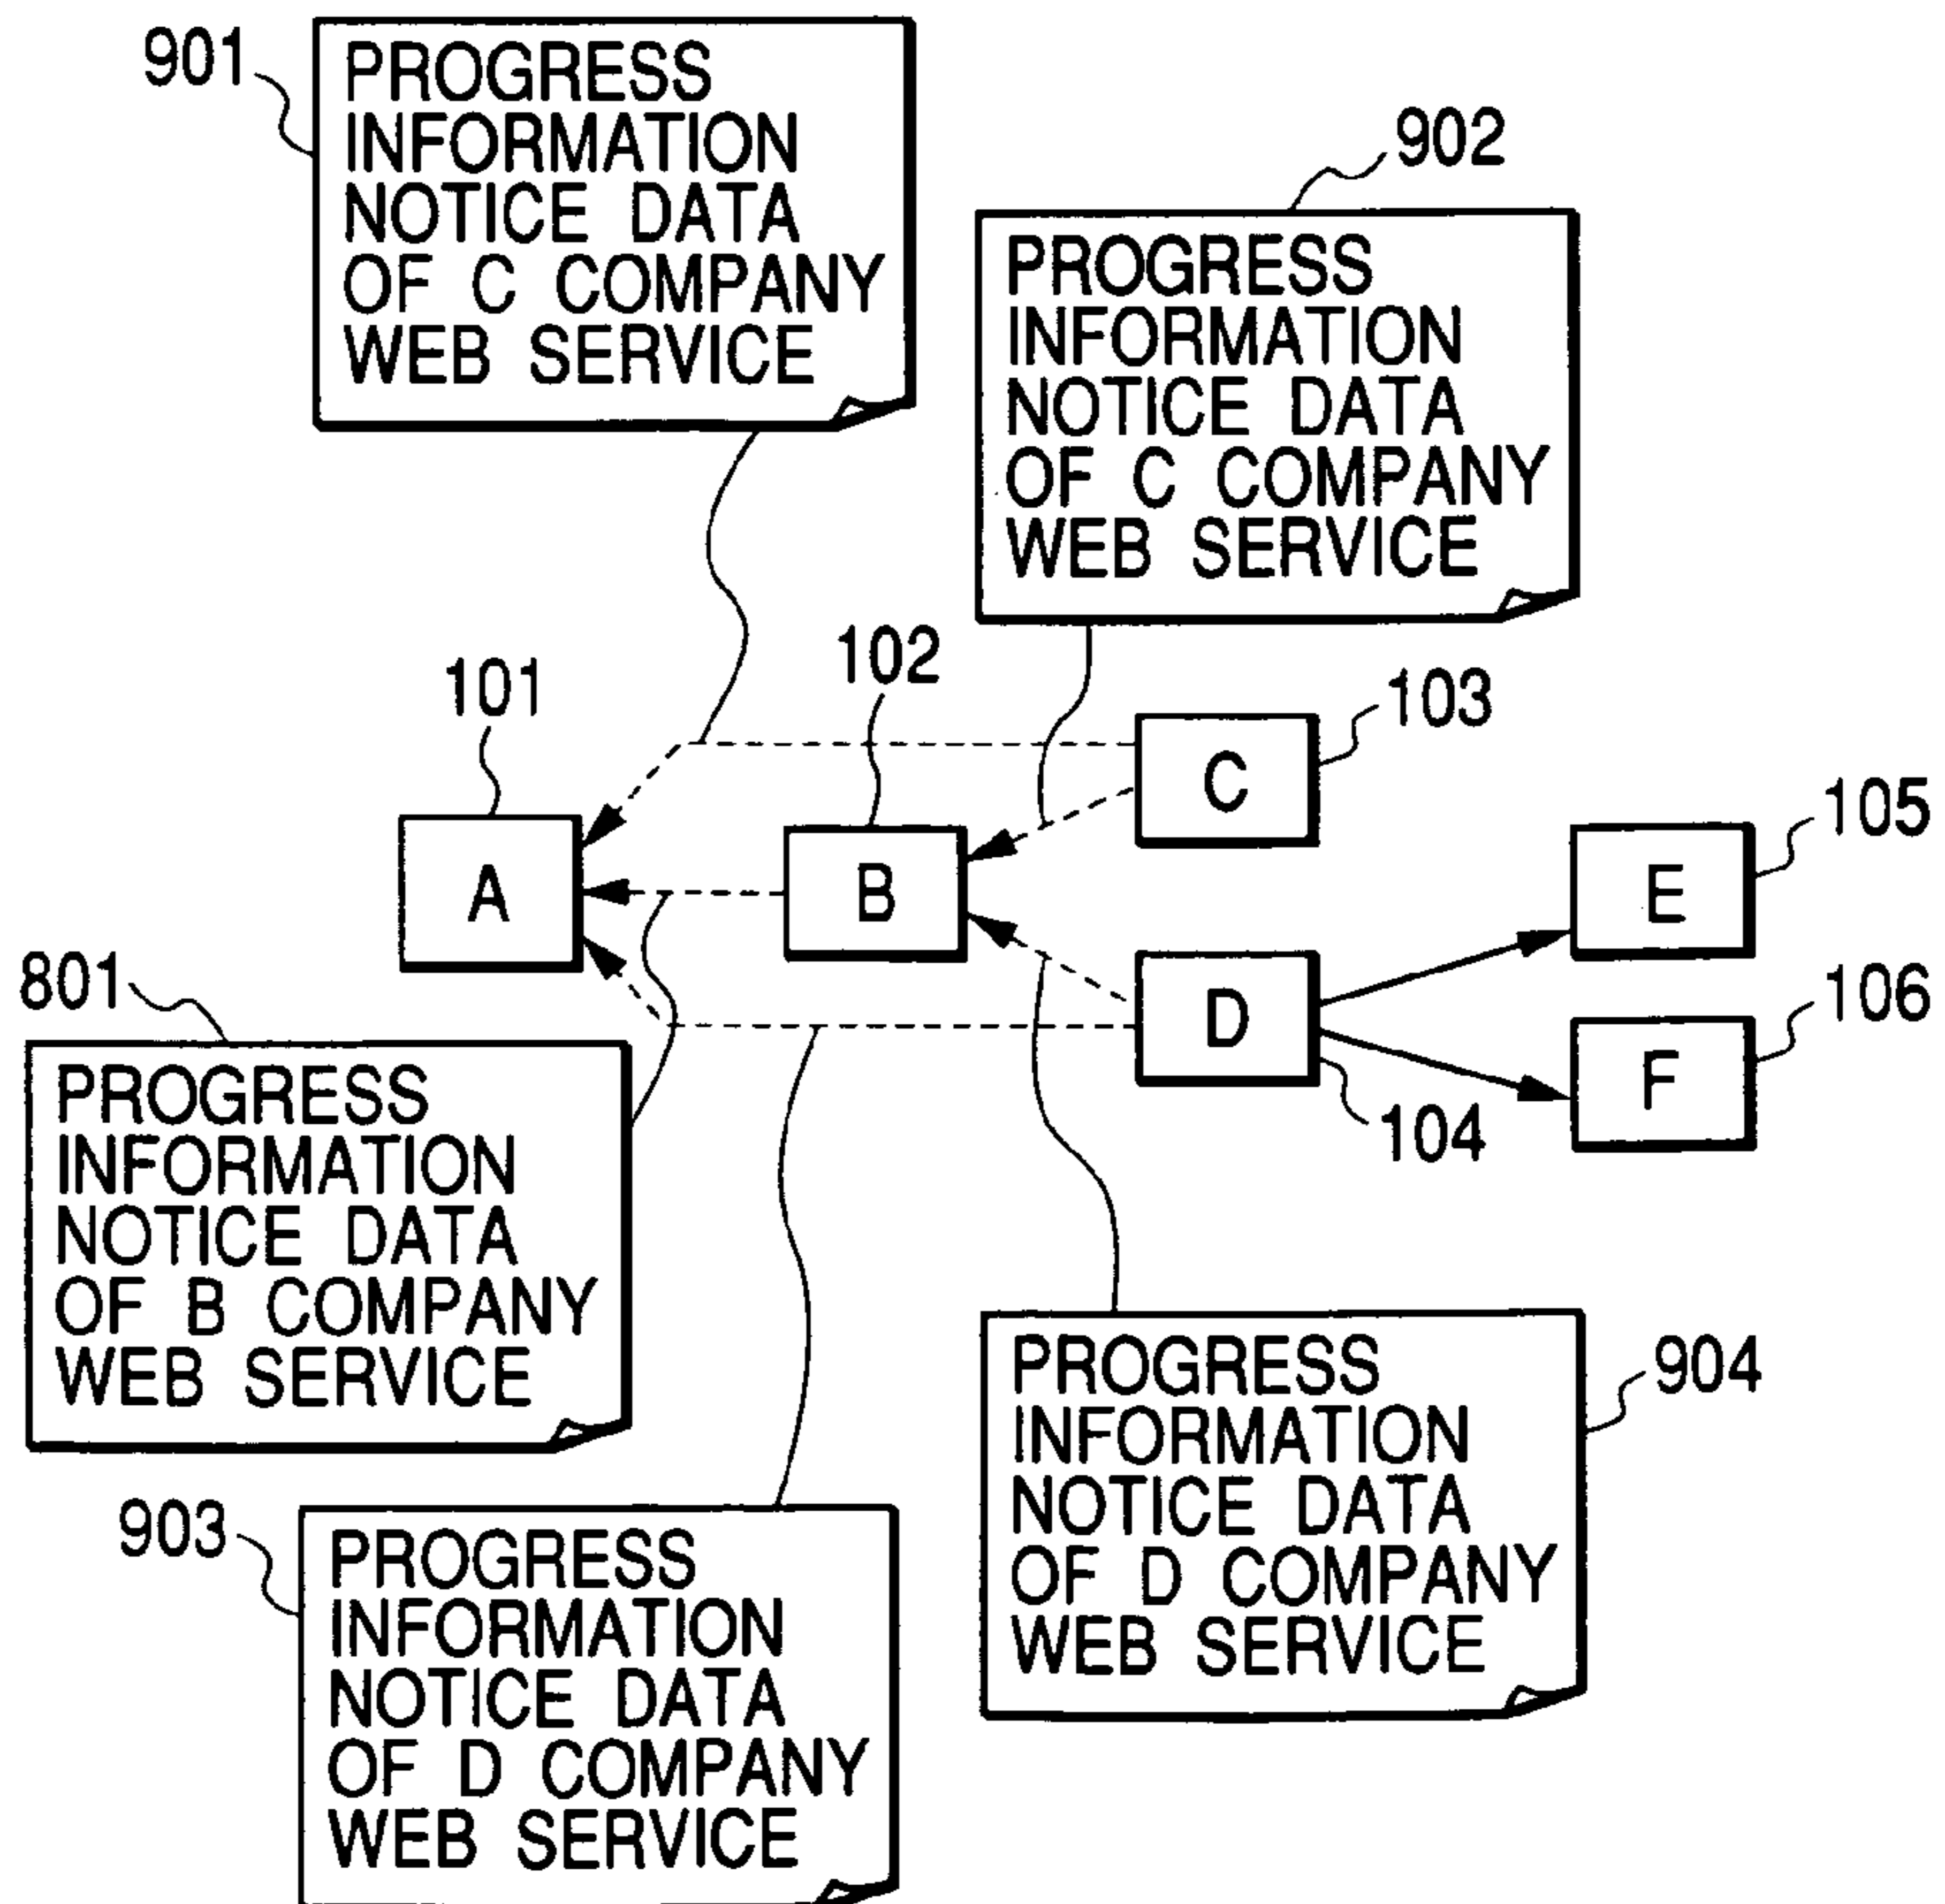 901
PROGRESS
INFORMATION
NOTICE DATA
OF C COMPANY
WEB SERVICE
902
PROGRESS
INFORMATION
NOTICE DATA
OF C COMPANY
WEB SERVICE
101
102
103
C
A
B
105
E
801
D
104
106
F
PROGRESS
INFORMATION
NOTICE DATA
OF B COMPANY
WEB SERVICE
904
PROGRESS
INFORMATION
NOTICE DATA
OF D COMPANY
WEB SERVICE
903
PROGRESS
INFORMATION
NOTICE DATA
OF D COMPANY
WEB SERVICE